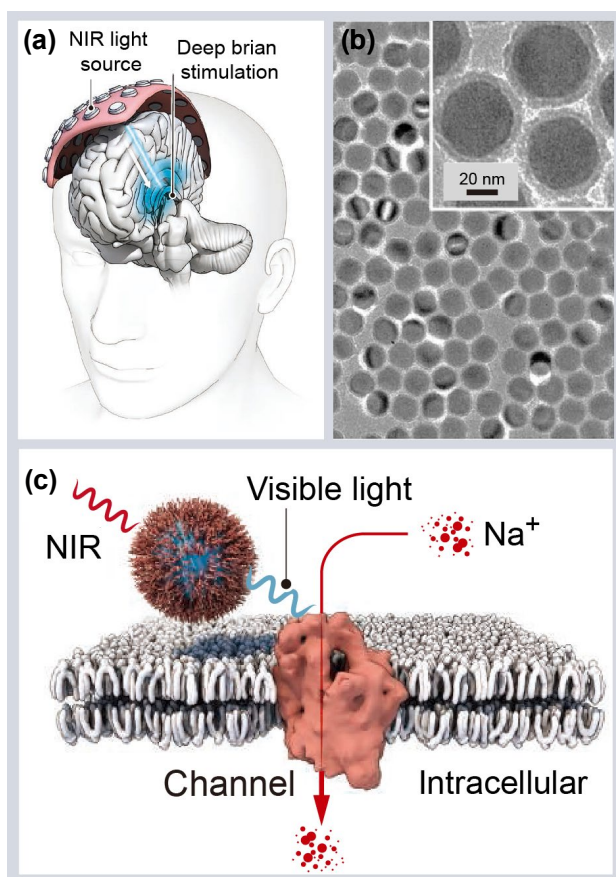 (a)
NIR light
source
Deep brian
stimulation
(b)
20 nm
(c)
NIR
Visible light
Na⁺
Channel
Intracellular